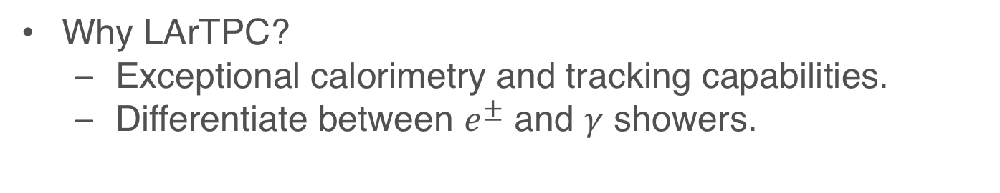 • Why LArTPC?
– Exceptional calorimetry and tracking capabilities.
– Differentiate between 𝑒± and 𝛾 showers.